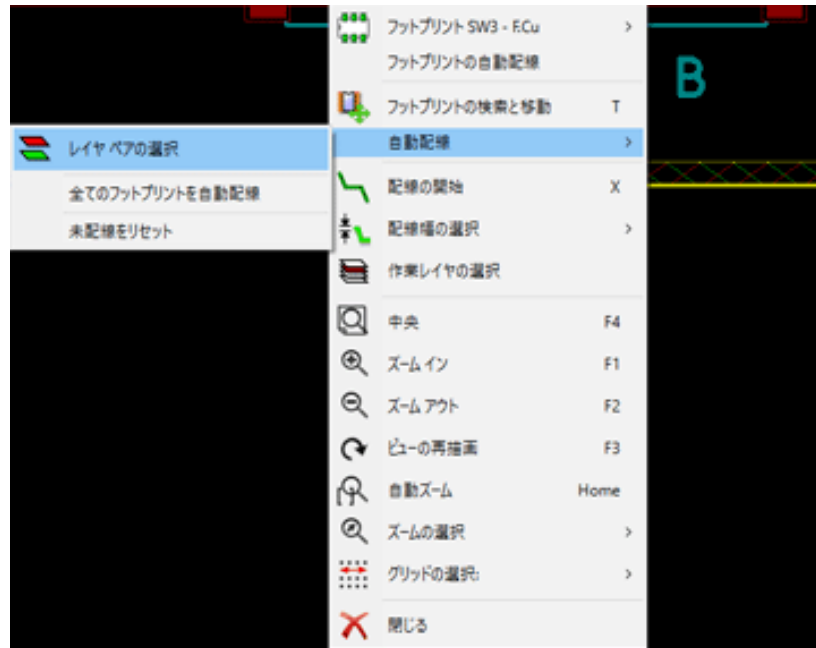 フットプリント SW3 - F.Cu
フットプリントの自動配線
B
フットプリントの検索と移動 T
自動配線
レイヤ ペアの選択
全てのフットプリントを自動配線
未配線をリセット
配線の開始 X
配線幅の選択
作業レイヤの選択
中央 F4
ズーム イン F1
ズーム アウト F2
ビューの再描画 F3
自動ズーム Home
ズームの選択
グリッドの選択:
閉じる